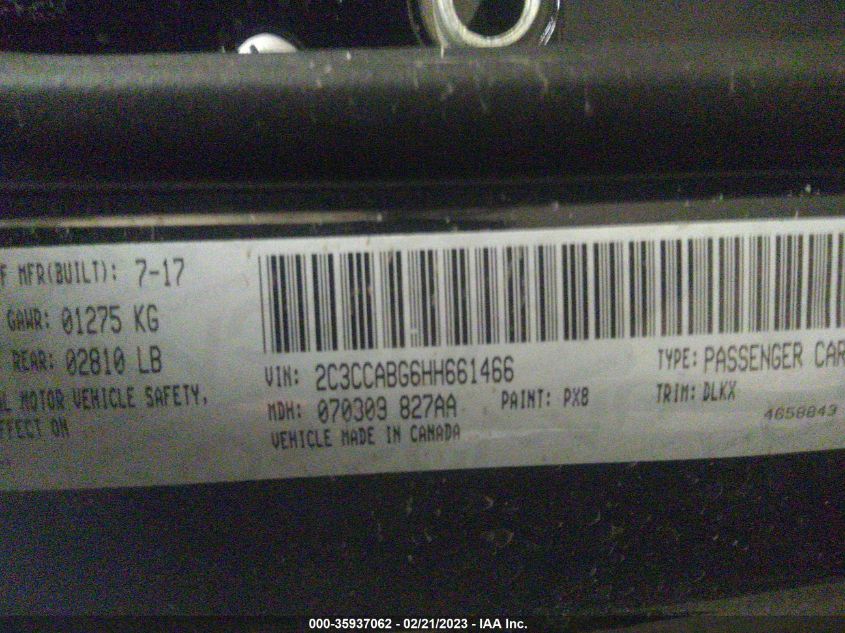 F MFR(BUILT): 7-17
GAWR: 01275 KG
REAR: 02810 LB
L MOTOR VEHICLE SAFETY,
FFECT ON
VIN: 2C3CCABG6HH661466
TYPE: PASSENGER CAR
MDH: 070309 827AA
PAINT: PX8
TRIM: DLKX
VEHICLE MADE IN CANADA
4658843
000-35937062 - 02/21/2023 - IAA Inc.